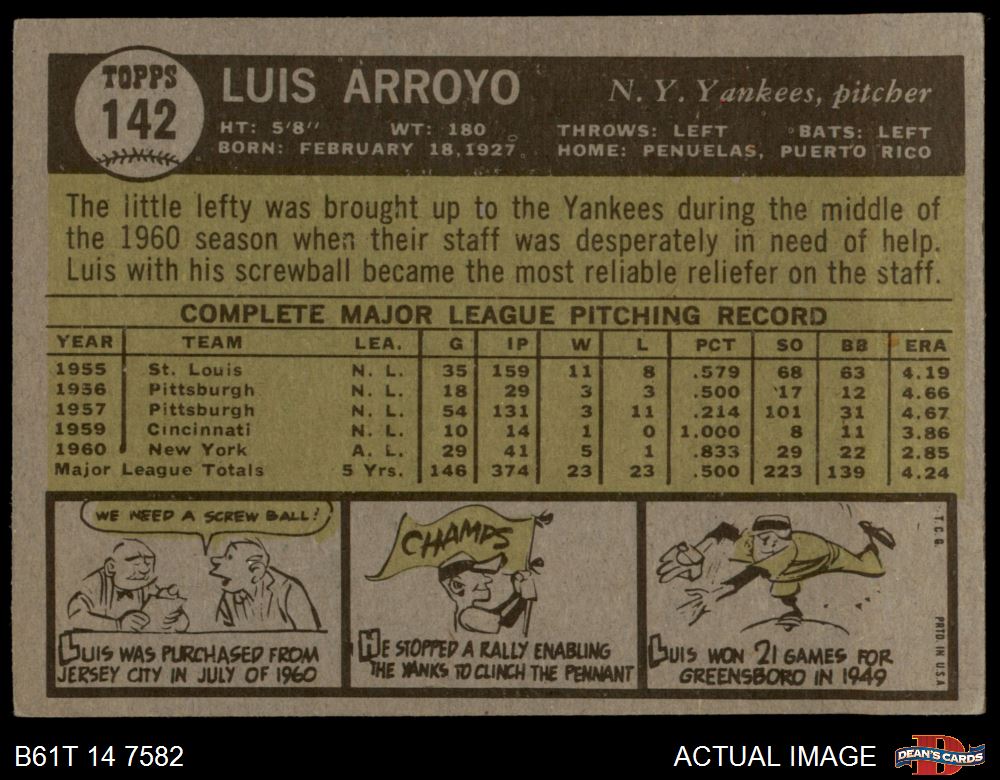 TOPPS
142
LUIS ARROYO
N. Y. Yankees, pitcher
HT: 5'8" WT: 180 THROWS: LEFT BATS: LEFT
BORN: FEBRUARY 18, 1927 HOME: PENUELAS, PUERTO RICO
The little lefty was brought up to the Yankees during the middle of
the 1960 season when their staff was desperately in need of help.
Luis with his screwball became the most reliable reliefer on the staff.
COMPLETE MAJOR LEAGUE PITCHING RECORD
YEAR TEAM LEA. G IP W L PCT SO BB ERA
1955 St. Louis N. L. 35 159 11 8 .579 68 63 4.19
1956 Pittsburgh N. L. 18 29 3 3 .500 17 12 4.66
1957 Pittsburgh N. L. 54 131 3 11 .214 101 31 4.67
1959 Cincinnati N. L. 10 14 1 0 1.000 8 11 3.86
1960 New York A. L. 29 41 5 1 .833 29 22 2.85
Major League Totals 5 Yrs. 146 374 23 23 .500 223 139 4.24
WE NEED A SCREW BALL!
LUIS WAS PURCHASED FROM
JERSEY CITY IN JULY OF 1960
CHAMPS
HE STOPPED A RALLY ENABLING
THE YANKS TO CLINCH THE PENNANT
LUIS WON 21 GAMES FOR
GREENSBORO IN 1949
T.C.G.
PRTD IN U.S.A.
B61T 14 7582
ACTUAL IMAGE
DEAN'S CARDS